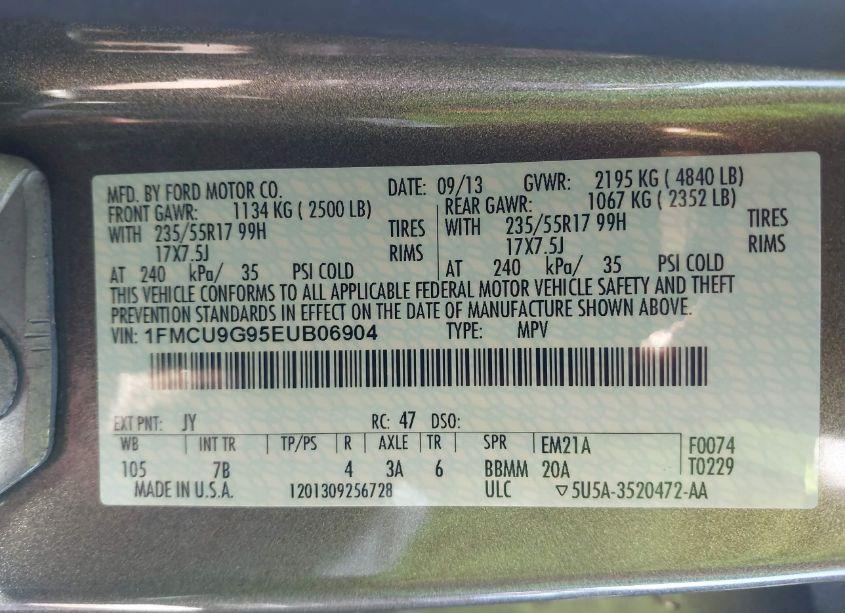 MFD. BY FORD MOTOR CO. DATE: 09/13 GVWR: 2195 KG ( 4840 LB)
FRONT GAWR: 1134 KG ( 2500 LB) REAR GAWR: 1067 KG ( 2352 LB)
WITH 235/55R17 99H TIRES WITH 235/55R17 99H TIRES
17X7.5J RIMS 17X7.5J RIMS
AT 240 kPa/ 35 PSI COLD AT 240 kPa/ 35 PSI COLD
THIS VEHICLE CONFORMS TO ALL APPLICABLE FEDERAL MOTOR VEHICLE SAFETY AND THEFT
PREVENTION STANDARDS IN EFFECT ON THE DATE OF MANUFACTURE SHOWN ABOVE.
VIN: 1FMCU9G95EUB06904 TYPE: MPV
EXT PNT: JY RC: 47 DSO:
WB INT TR TP/PS R AXLE TR SPR EM21A F0074
105 7B 4 3A 6 BBMM 20A T0229
MADE IN U.S.A. 1201309256728 ULC ▽5U5A-3520472-AA